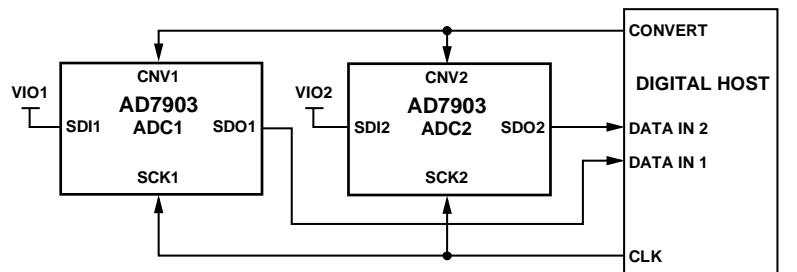 CONVERT
CNV1
CNV2
DIGITAL HOST
VIO1
AD7903
VIO2
AD7903
SDI1
ADC1
SDO1
SDI2
ADC2
SDO2
DATA IN 2
DATA IN 1
SCK1
SCK2
CLK